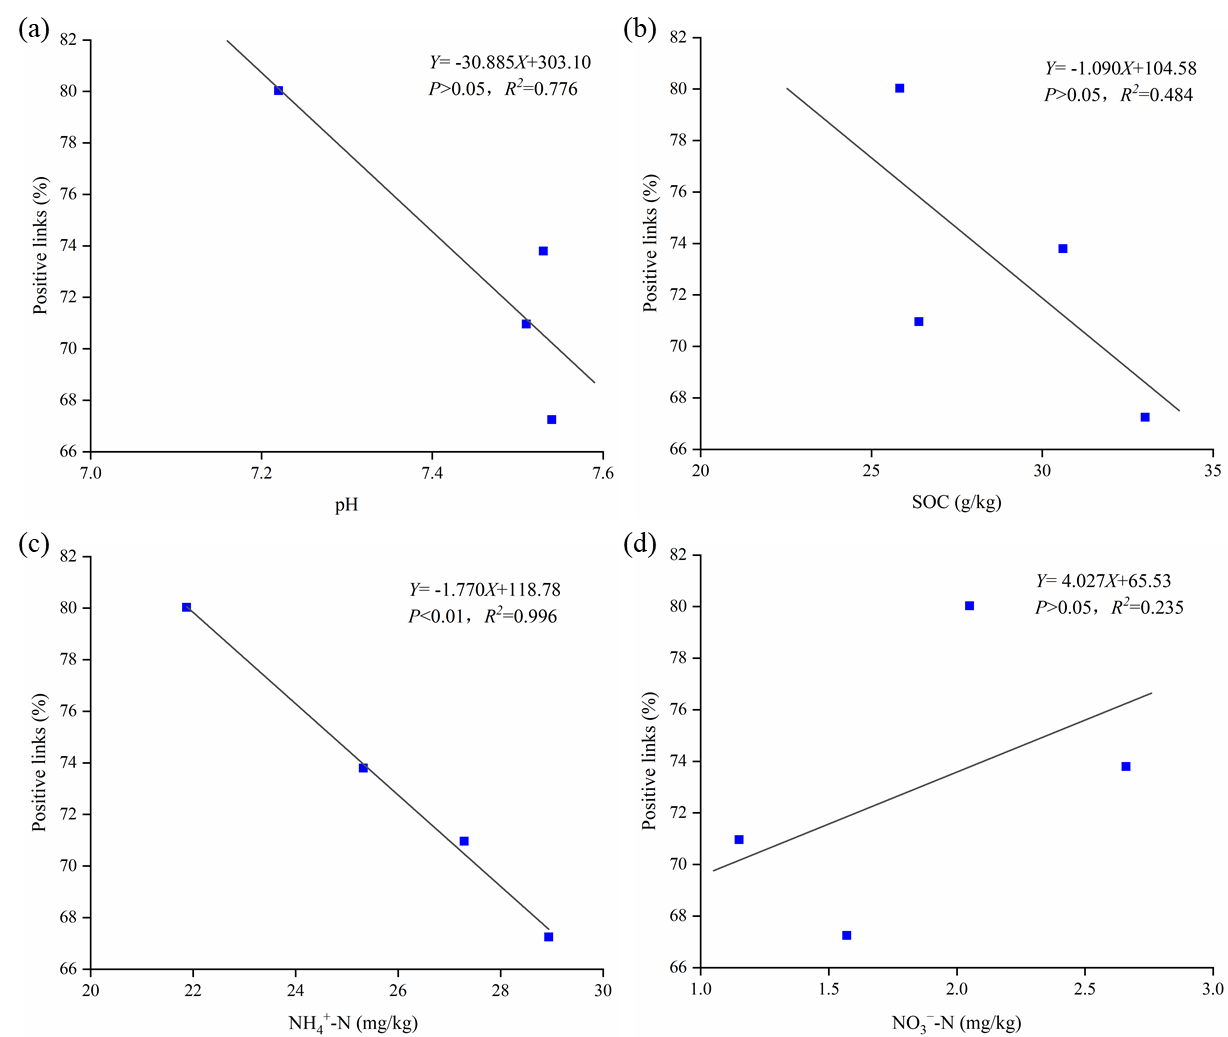 (a)
Y= -30.885X+303.10
P>0.05, R²=0.776
82
80
78
76
74
72
70
68
66
Positive links (%)
7.0 7.2 7.4 7.6
pH
(b)
Y= -1.090X+104.58
P>0.05, R²=0.484
82
80
78
76
74
72
70
68
66
Positive links (%)
20 25 30 35
SOC (g/kg)
(c)
Y= -1.770X+118.78
P<0.01, R²=0.996
82
80
78
76
74
72
70
68
66
Positive links (%)
20 22 24 26 28 30
NH₄⁺-N (mg/kg)
(d)
Y= 4.027X+65.53
P>0.05, R²=0.235
82
80
78
76
74
72
70
68
66
Positive links (%)
1.0 1.5 2.0 2.5 3.0
NO₃⁻-N (mg/kg)